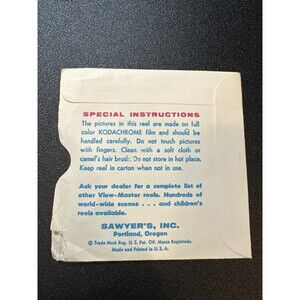 SPECIAL INSTRUCTIONS
The pictures in this reel are made on full
color KODACHROME film and should be
handled carefully. Do not touch pictures
with fingers. Clean with a soft cloth or
camel's hair brush. Do not store in hot place.
Keep reel in carton when not in use.
Ask your dealer for a complete list of
other View-Master reels. Hundreds of
world-wide scenes . . . and children's
reels available.
SAWYER'S, INC.
Portland, Oregon
® Trade Mark Reg. U. S. Pat. Off. Marca Registrada.
Made and Printed in U. S. A.